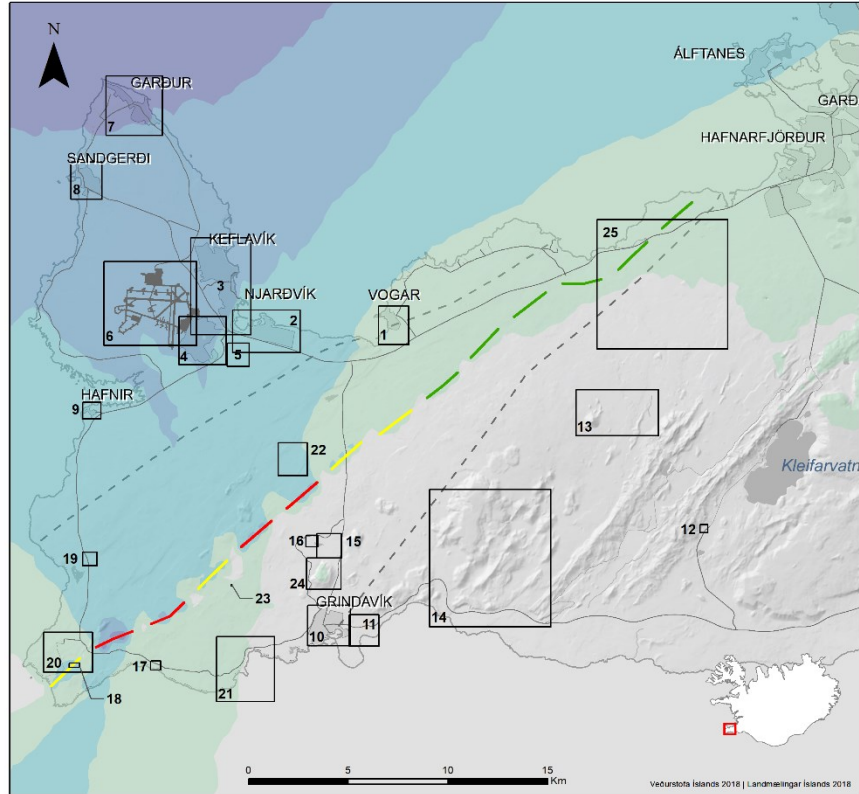 N
GARÐUR
7
SANDGERÐI
8
ÁLFTANES
GARÐ
HAFNARFJÖRÐUR
KEFLAVÍK
3
NJARÐVÍK
2
6
4
5
VOGAR
1
25
HAFNIR
9
22
13
Kleifarvatn
12
16
15
24
19
23
GRINDAVÍK
10
11
14
20
17
18
21
0
5
10
15
Km
Veðurstofa Íslands 2018 | Landmælingar Íslands 2018